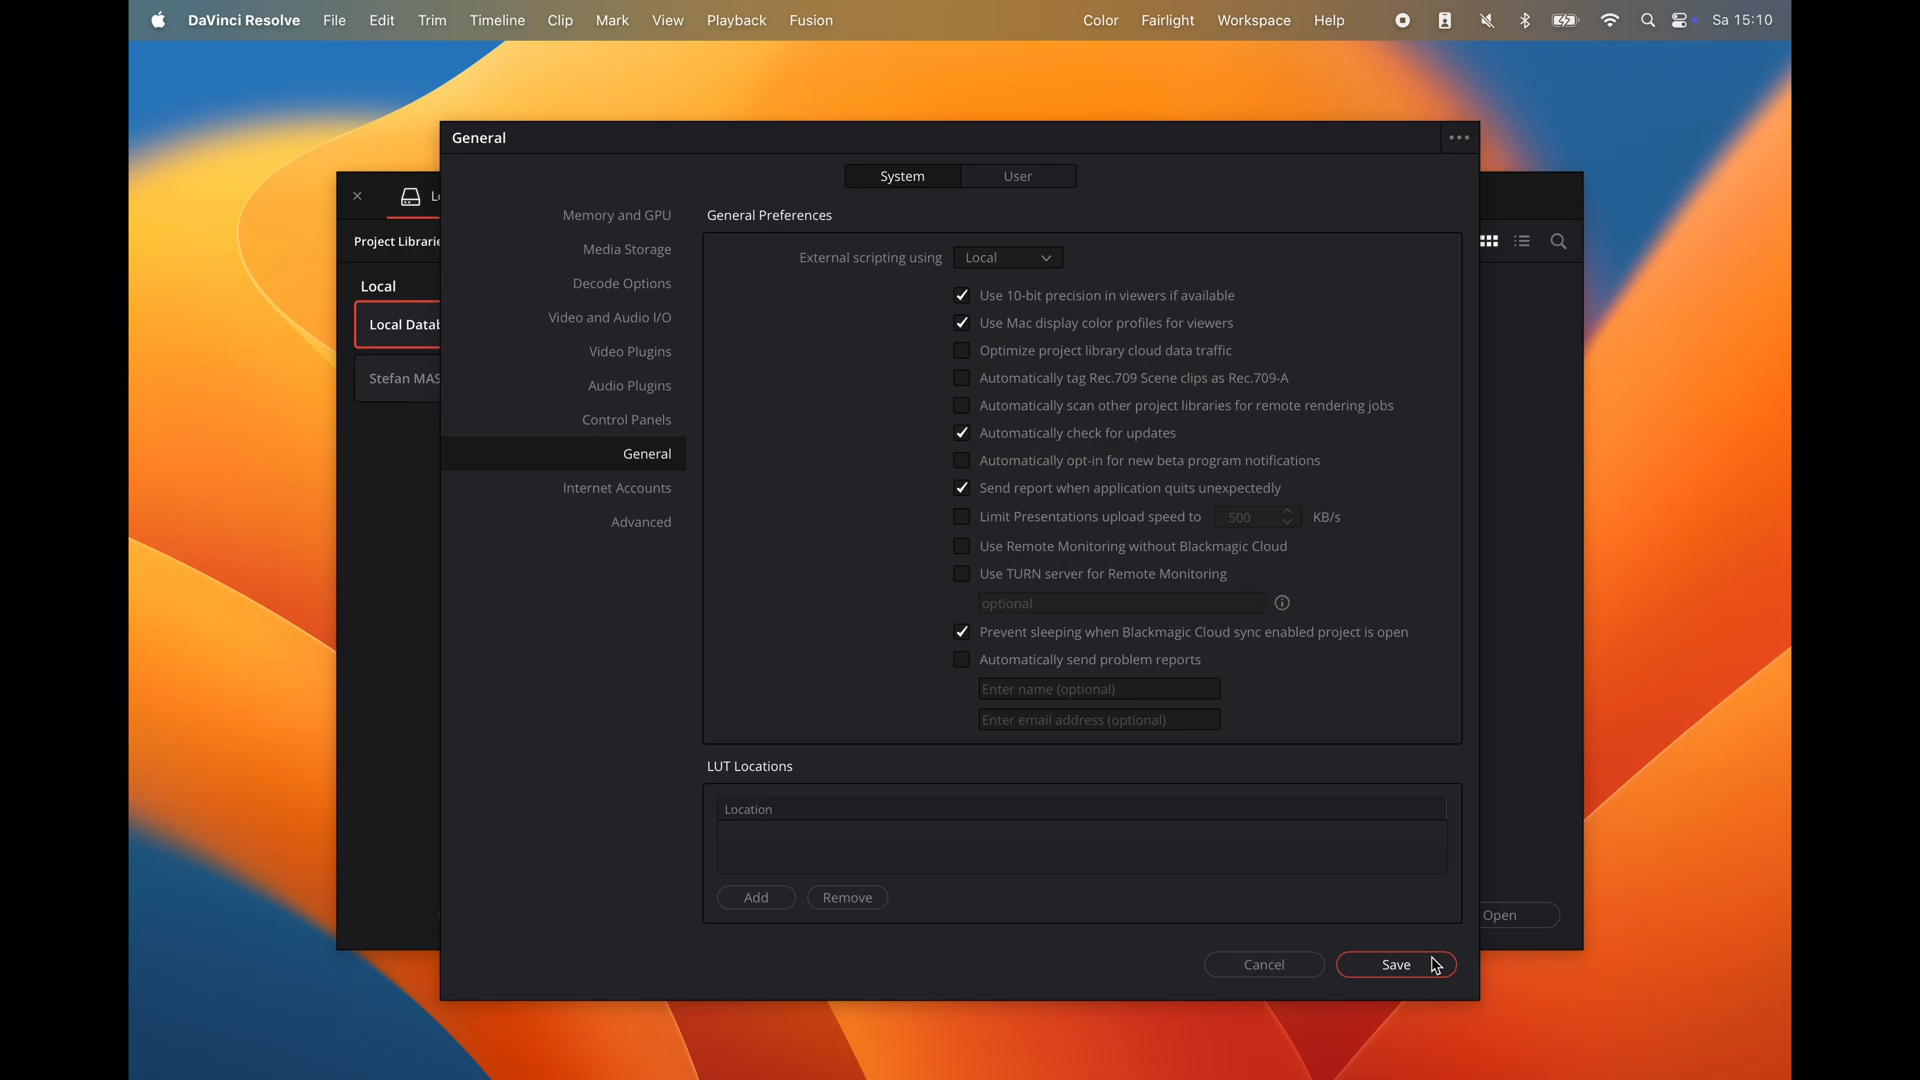 DaVinci Resolve File Edit Trim Timeline Clip Mark View Playback Fusion Color Fairlight Workspace Help Sa 15:10
General
System User
Project Librarie
Local
Local Datab
Stefan MAS
Memory and GPU
Media Storage
Decode Options
Video and Audio I/O
Video Plugins
Audio Plugins
Control Panels
General
Internet Accounts
Advanced
General Preferences
External scripting using Local
Use 10-bit precision in viewers if available
Use Mac display color profiles for viewers
Optimize project library cloud data traffic
Automatically tag Rec.709 Scene clips as Rec.709-A
Automatically scan other project libraries for remote rendering jobs
Automatically check for updates
Automatically opt-in for new beta program notifications
Send report when application quits unexpectedly
Limit Presentations upload speed to 500 KB/s
Use Remote Monitoring without Blackmagic Cloud
Use TURN server for Remote Monitoring
optional
Prevent sleeping when Blackmagic Cloud sync enabled project is open
Automatically send problem reports
Enter name (optional)
Enter email address (optional)
LUT Locations
Location
Add Remove
Open
Cancel Save